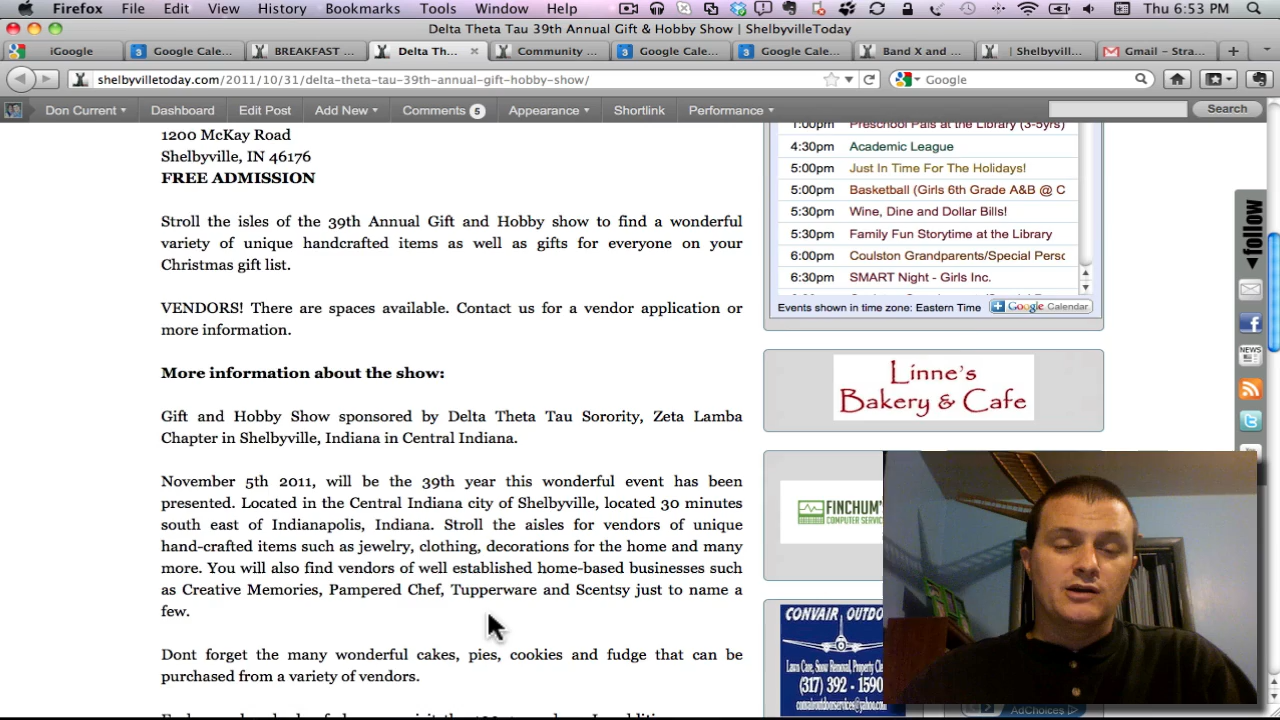 Firefox File Edit View History Bookmarks Tools Window Help Thu 7 PM 6:53 PM
Delta Theta Tau 39th Annual Gift & Hobby Show | ShelbyvilleToday
iGoogle Google Cale... BREAKFAST ... Delta Th... Community ... Google Cale... Google Cale... Band X and ... | Shelbyvill... Gmail – Stra...
shelbyvilletoday.com/2011/10/31/delta-theta-tau-39th-annual-gift-hobby-show/ Google
Don Current Dashboard Edit Post Add New Comments 5 Appearance Shortlink Performance Search
1200 McKay Road
Shelbyville, IN 46176
FREE ADMISSION
Stroll the isles of the 39th Annual Gift and Hobby show to find a wonderful
variety of unique handcrafted items as well as gifts for everyone on your
Christmas gift list.
VENDORS! There are spaces available. Contact us for a vendor application or
more information.
More information about the show:
Gift and Hobby Show sponsored by Delta Theta Tau Sorority, Zeta Lamba
Chapter in Shelbyville, Indiana in Central Indiana.
November 5th 2011, will be the 39th year this wonderful event has been
presented. Located in the Central Indiana city of Shelbyville, located 30 minutes
south east of Indianapolis, Indiana. Stroll the aisles for vendors of unique
hand-crafted items such as jewelry, clothing, decorations for the home and many
more. You will also find vendors of well established home-based businesses such
as Creative Memories, Pampered Chef, Tupperware and Scentsy just to name a
few.
Dont forget the many wonderful cakes, pies, cookies and fudge that can be
purchased from a variety of vendors.
1:00pm Preschool Pals at the Library (3-5yrs)
4:30pm Academic League
5:00pm Just In Time For The Holidays!
5:00pm Basketball (Girls 6th Grade A&B @ C
5:30pm Wine, Dine and Dollar Bills!
5:30pm Family Fun Storytime at the Library
6:00pm Coulston Grandparents/Special Perso
6:30pm SMART Night - Girls Inc.
Events shown in time zone: Eastern Time Google Calendar
Linne's
Bakery & Cafe
FINCHUM'S
COMPUTER SERVICE
CONVAIR OUTDO
Lawn Care, Snow Removal, Property Cle
(317) 392 - 1590
convairoutdoorservices@yahoo.com
AdChoices
follow
NEWS